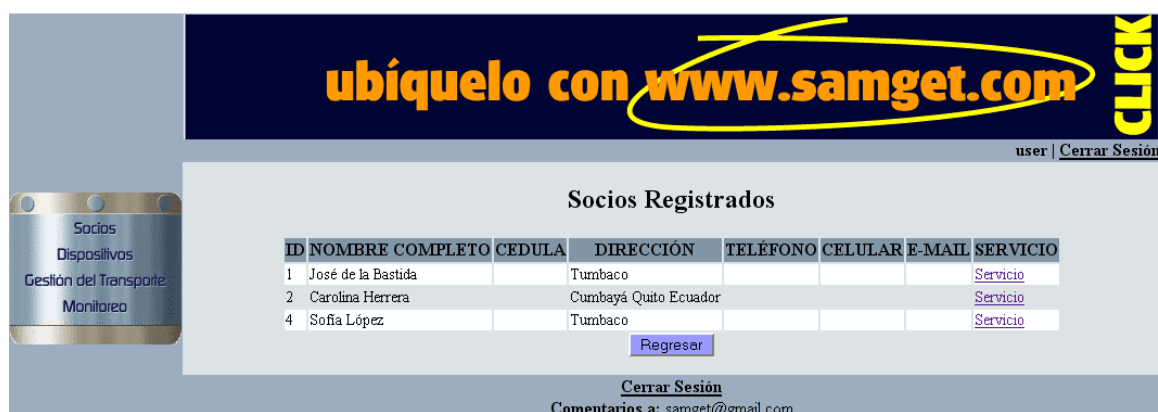 ubíquelo con www.samget.com
CLICK
user | Cerrar Sesión
Socios
Dispositivos
Gestión del Transporte
Monitoreo
Socios Registrados
ID NOMBRE COMPLETO CEDULA DIRECCIÓN TELÉFONO CELULAR E-MAIL SERVICIO
1 José de la Bastida Tumbaco Servicio
2 Carolina Herrera Cumbayá Quito Ecuador Servicio
4 Sofía López Tumbaco Servicio
Regresar
Cerrar Sesión
Comentarios a: samget@gmail.com